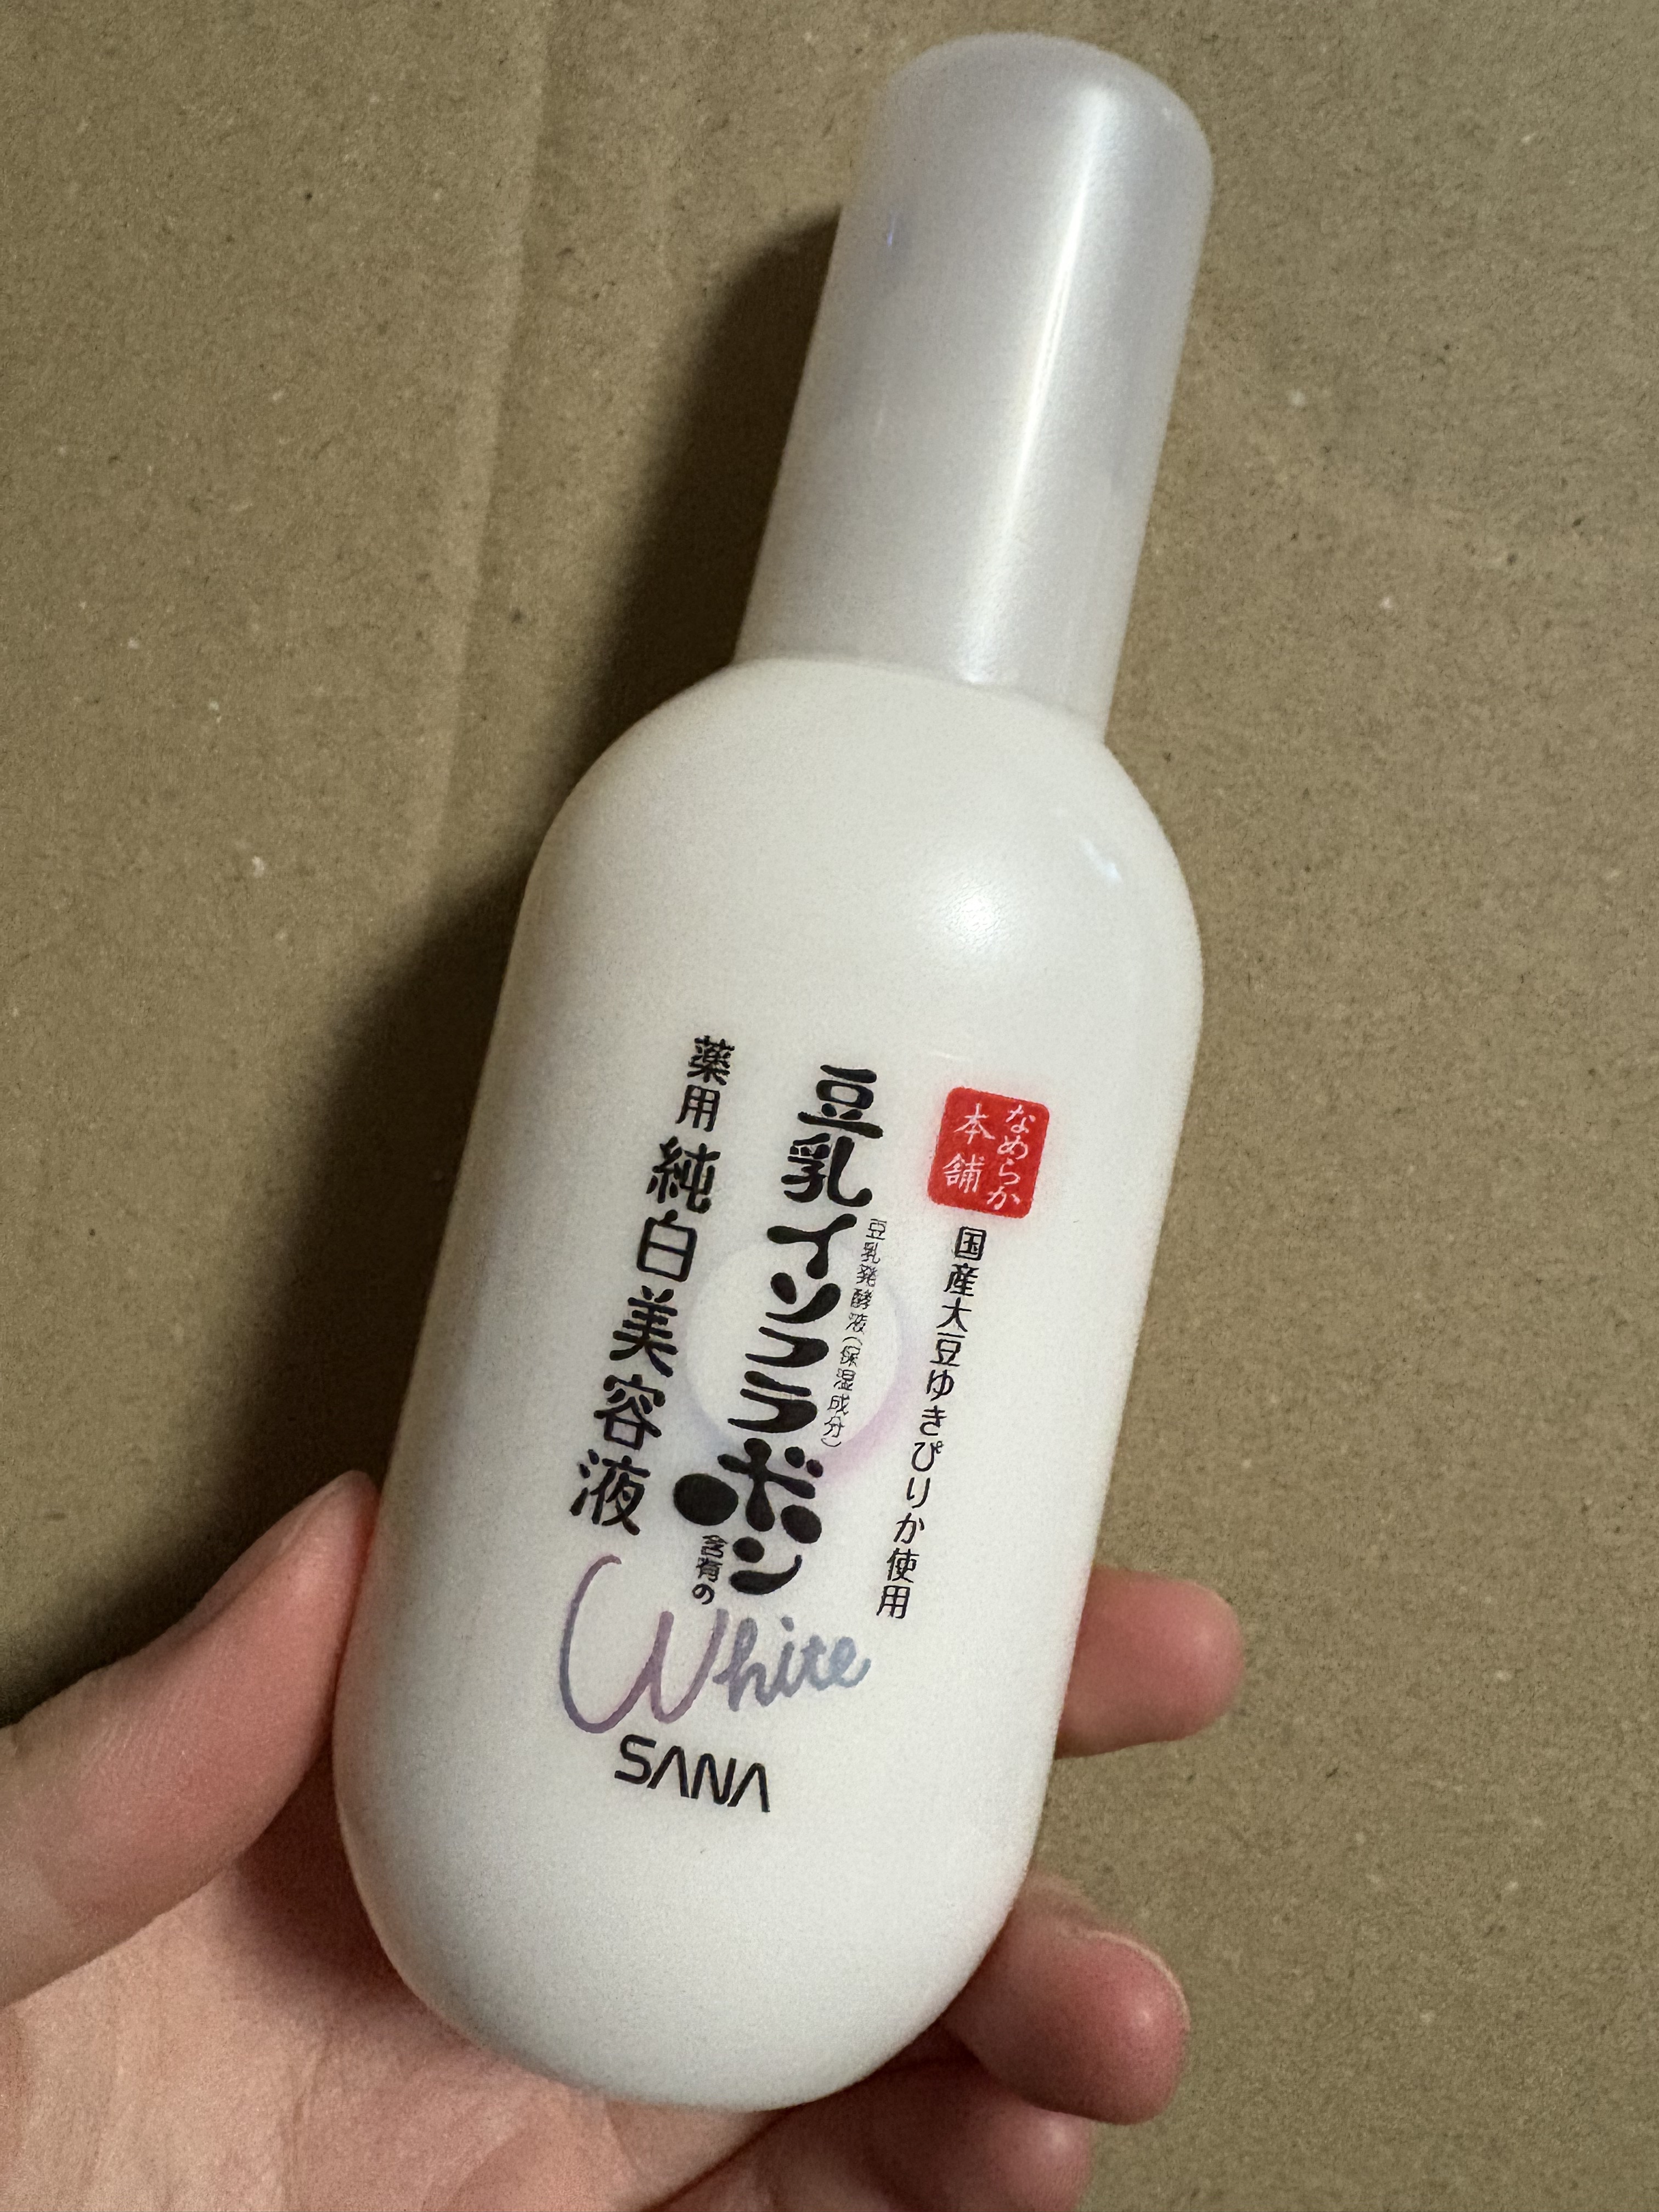 なめらか
本舗
国産大豆ゆきぴりか使用
豆乳発酵液(保湿成分)
豆乳イソフラボン
含有の
薬用純白美容液
White
SANA